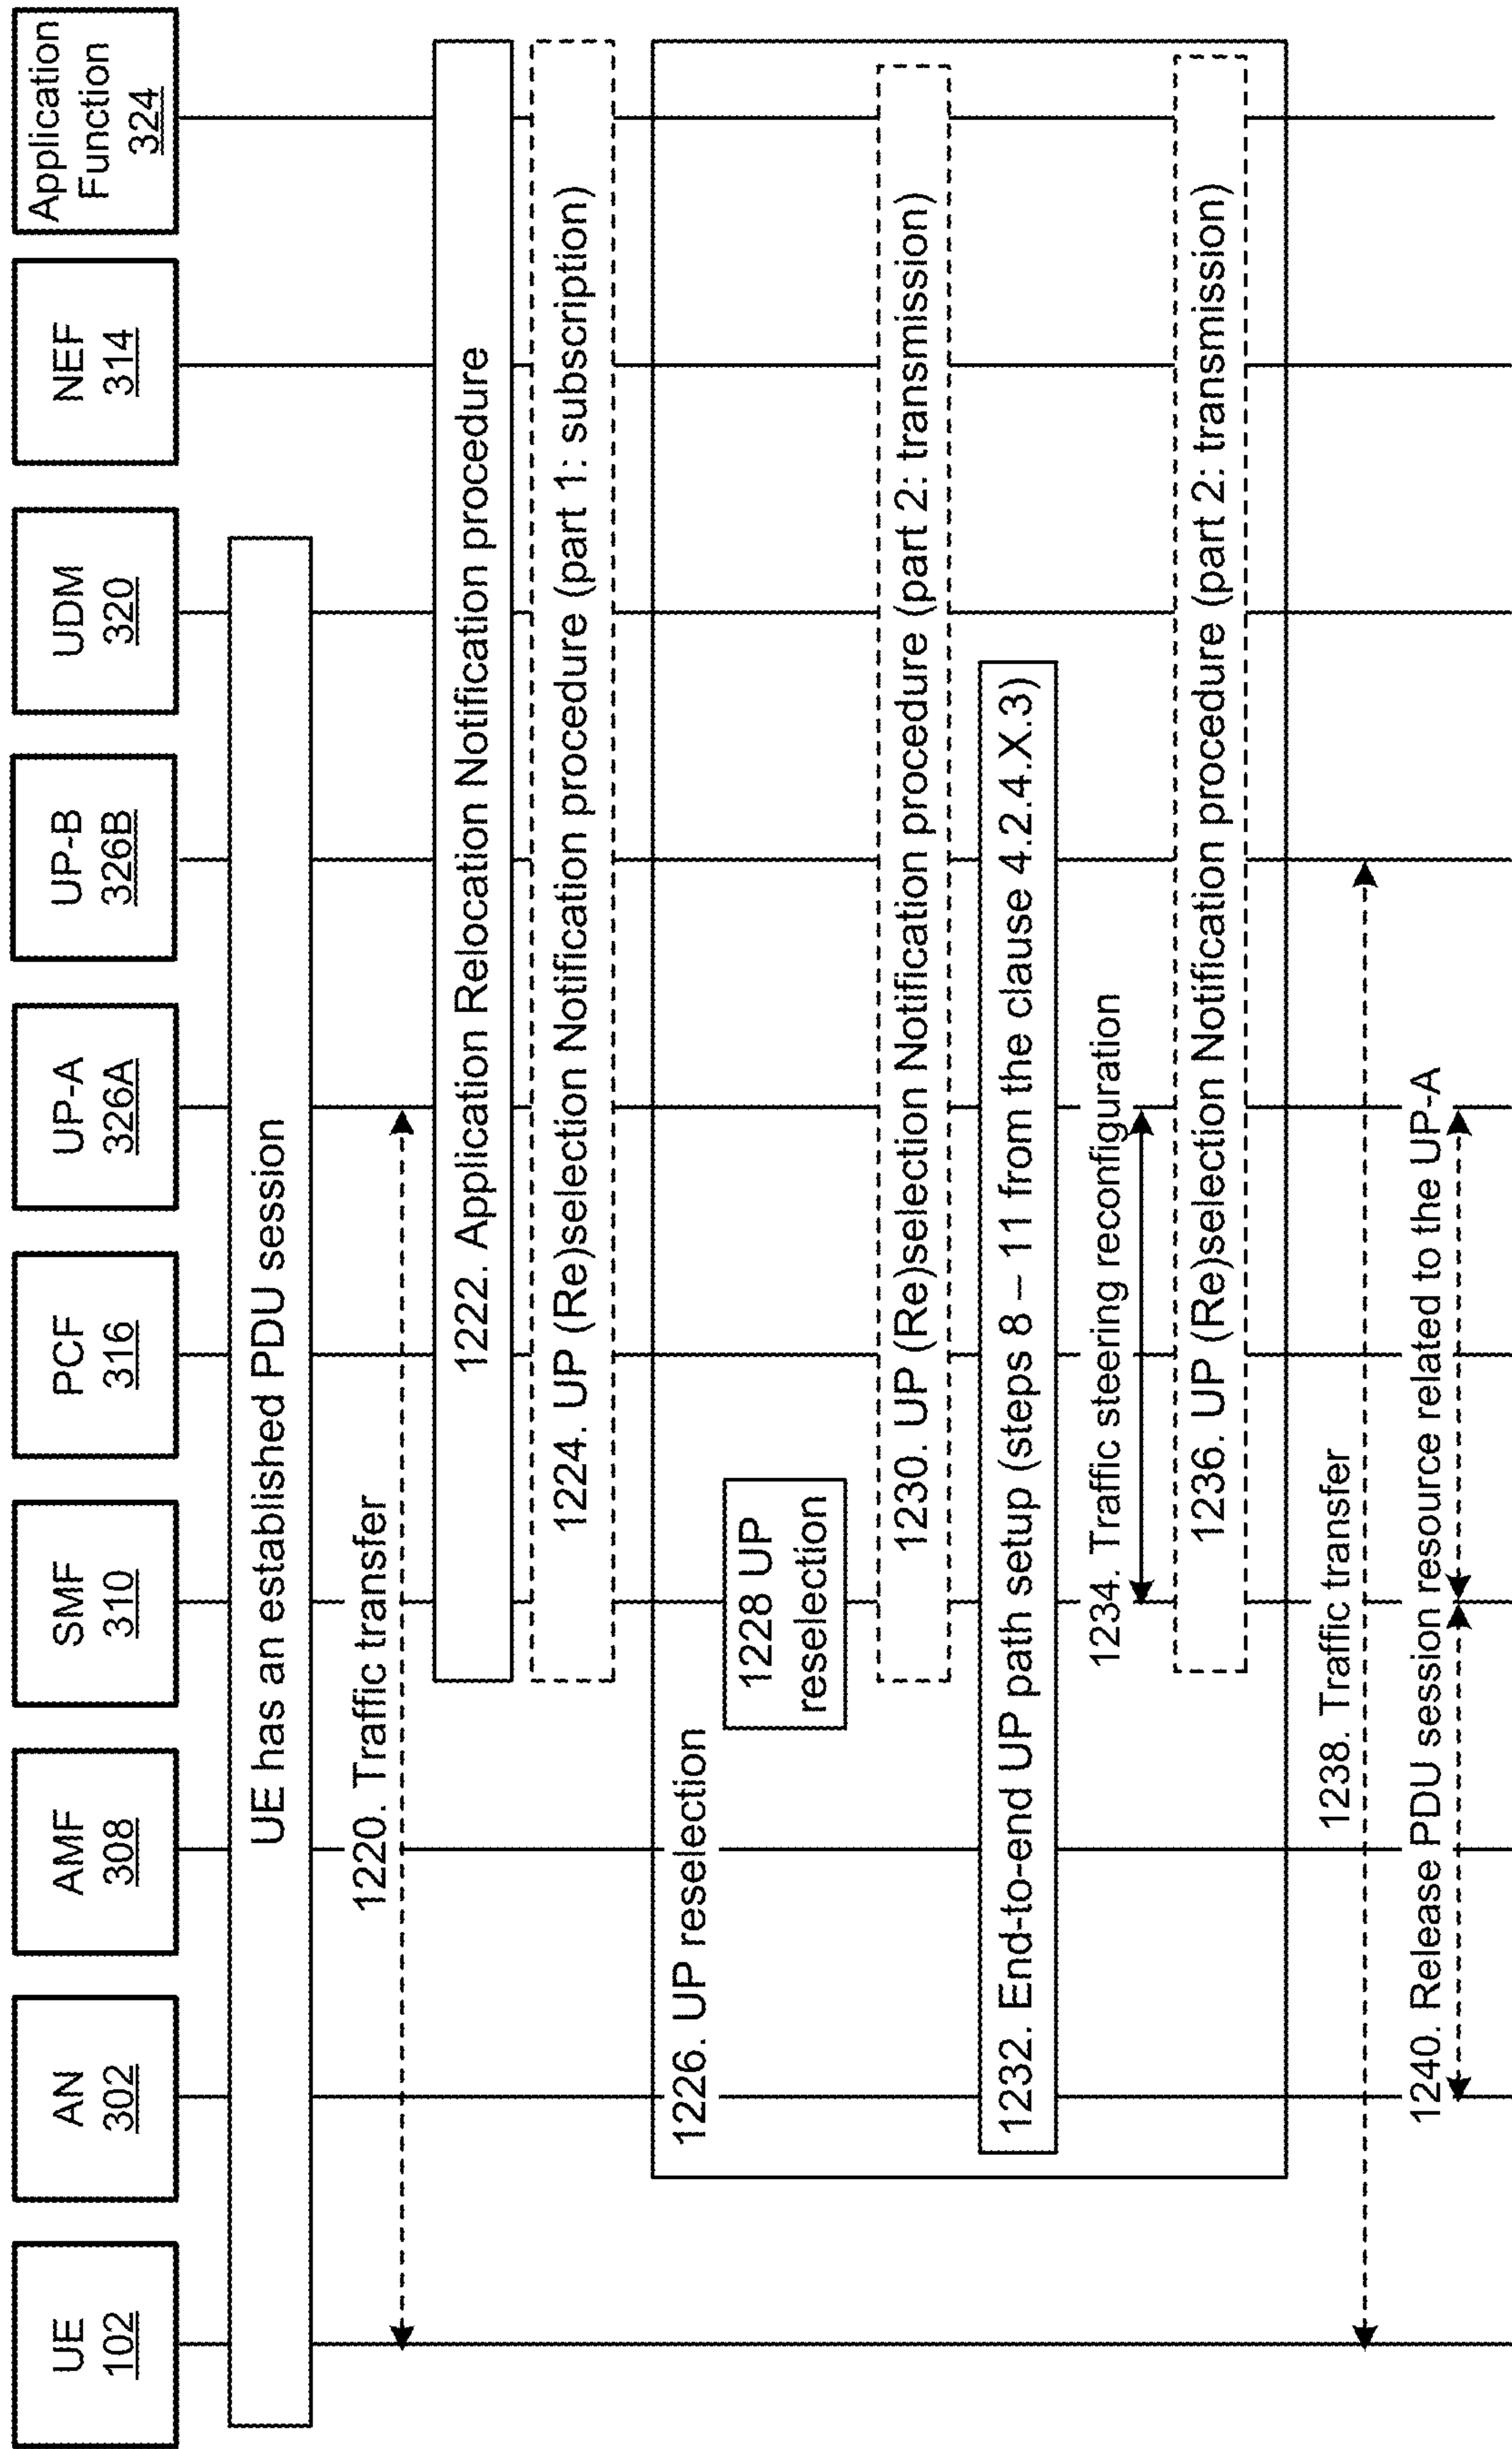 UE
102
AN
302
AMF
308
SMF
310
PCF
316
UP-A
326A
UP-B
326B
UDM
320
NEF
314
Application
Function
324
UE has an established PDU session
1220. Traffic transfer
1222. Application Relocation Notification procedure
1224. UP (Re)selection Notification procedure (part 1: subscription)
1226. UP reselection
1228 UP
reselection
1230. UP (Re)selection Notification procedure (part 2: transmission)
1232. End-to-end UP path setup (steps 8 – 11 from the clause 4.2.4.X.3)
1234. Traffic steering reconfiguration
1236. UP (Re)selection Notification procedure (part 2: transmission)
1238. Traffic transfer
1240. Release PDU session resource related to the UP-A